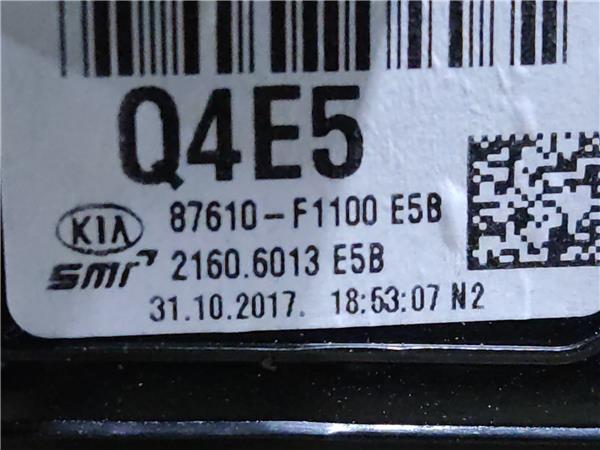 Q4E5
KIA 87610-F1100 E5B
smr 2160.6013 E5B
31.10.2017. 18:53:07 N2